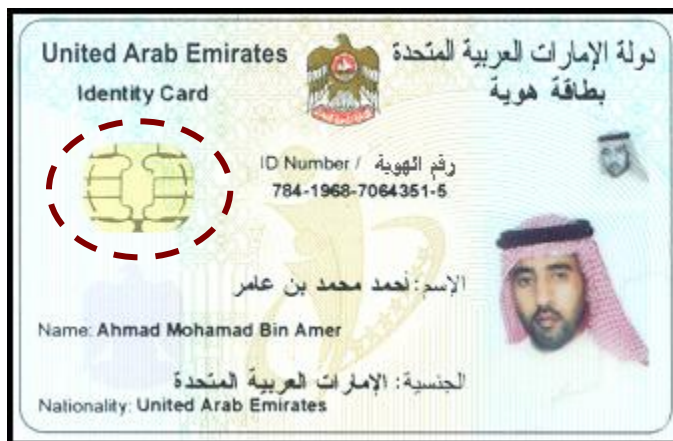 United Arab Emirates
دولة الإمارات العربية المتحدة
Identity Card
بطاقة هوية
ID Number / رقم الهوية
784-1968-7064351-5
الإسم: أحمد محمد بن عامر
Name: Ahmad Mohamad Bin Amer
الجنسية: الإمارات العربية المتحدة
Nationality: United Arab Emirates